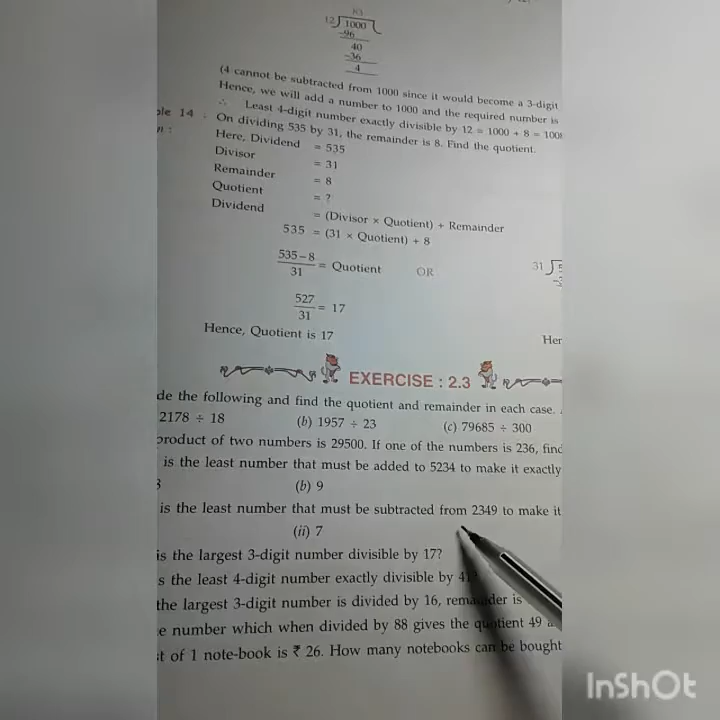 83
12 1000
-96
40
-36
4
(4 cannot be subtracted from 1000 since it would become a 3-digit
Hence, we will add a number to 1000 and the required number is
∴ Least 4-digit number exactly divisible by 12 = 1000 + 8 = 1008
ple 14 : On dividing 535 by 31, the remainder is 8. Find the quotient.
n : Here, Dividend = 535
Divisor = 31
Remainder = 8
Quotient = ?
Dividend = (Divisor × Quotient) + Remainder
535 = (31 × Quotient) + 8
535 – 8 / 31 = Quotient OR 31
527 / 31 = 17
Hence, Quotient is 17 Her
EXERCISE : 2.3
de the following and find the quotient and remainder in each case.
2178 ÷ 18 (b) 1957 ÷ 23 (c) 79685 ÷ 300
product of two numbers is 29500. If one of the numbers is 236, find
is the least number that must be added to 5234 to make it exactly
(b) 9
is the least number that must be subtracted from 2349 to make it
(ii) 7
is the largest 3-digit number divisible by 17?
s the least 4-digit number exactly divisible by 41
the largest 3-digit number is divided by 16, remainder is
e number which when divided by 88 gives the quotient 49
st of 1 note-book is ₹ 26. How many notebooks can be bought
InShOt